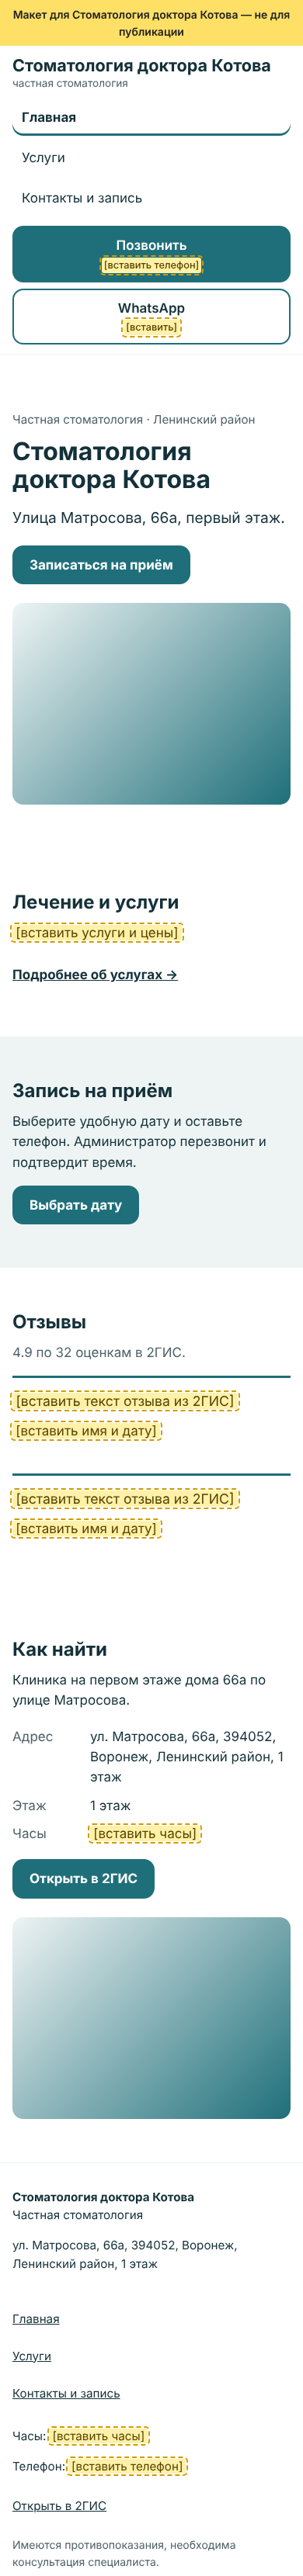 Макет для Стоматология доктора Котова — не для
публикации
Стоматология доктора Котова
частная стоматология
Главная
Услуги
Контакты и запись
Позвонить
[вставить телефон]
WhatsApp
[вставить]
Частная стоматология · Ленинский район
Стоматология
доктора Котова
Улица Матросова, 66а, первый этаж.
Записаться на приём
Лечение и услуги
[вставить услуги и цены]
Подробнее об услугах →
Запись на приём
Выберите удобную дату и оставьте
телефон. Администратор перезвонит и
подтвердит время.
Выбрать дату
Отзывы
4.9 по 32 оценкам в 2ГИС.
[вставить текст отзыва из 2ГИС]
[вставить имя и дату]
[вставить текст отзыва из 2ГИС]
[вставить имя и дату]
Как найти
Клиника на первом этаже дома 66а по
улице Матросова.
Адрес ул. Матросова, 66а, 394052,
Воронеж, Ленинский район, 1
этаж
Этаж 1 этаж
Часы [вставить часы]
Открыть в 2ГИС
Стоматология доктора Котова
Частная стоматология
ул. Матросова, 66а, 394052, Воронеж,
Ленинский район, 1 этаж
Главная
Услуги
Контакты и запись
Часы: [вставить часы]
Телефон: [вставить телефон]
Открыть в 2ГИС
Имеются противопоказания, необходима
консультация специалиста.